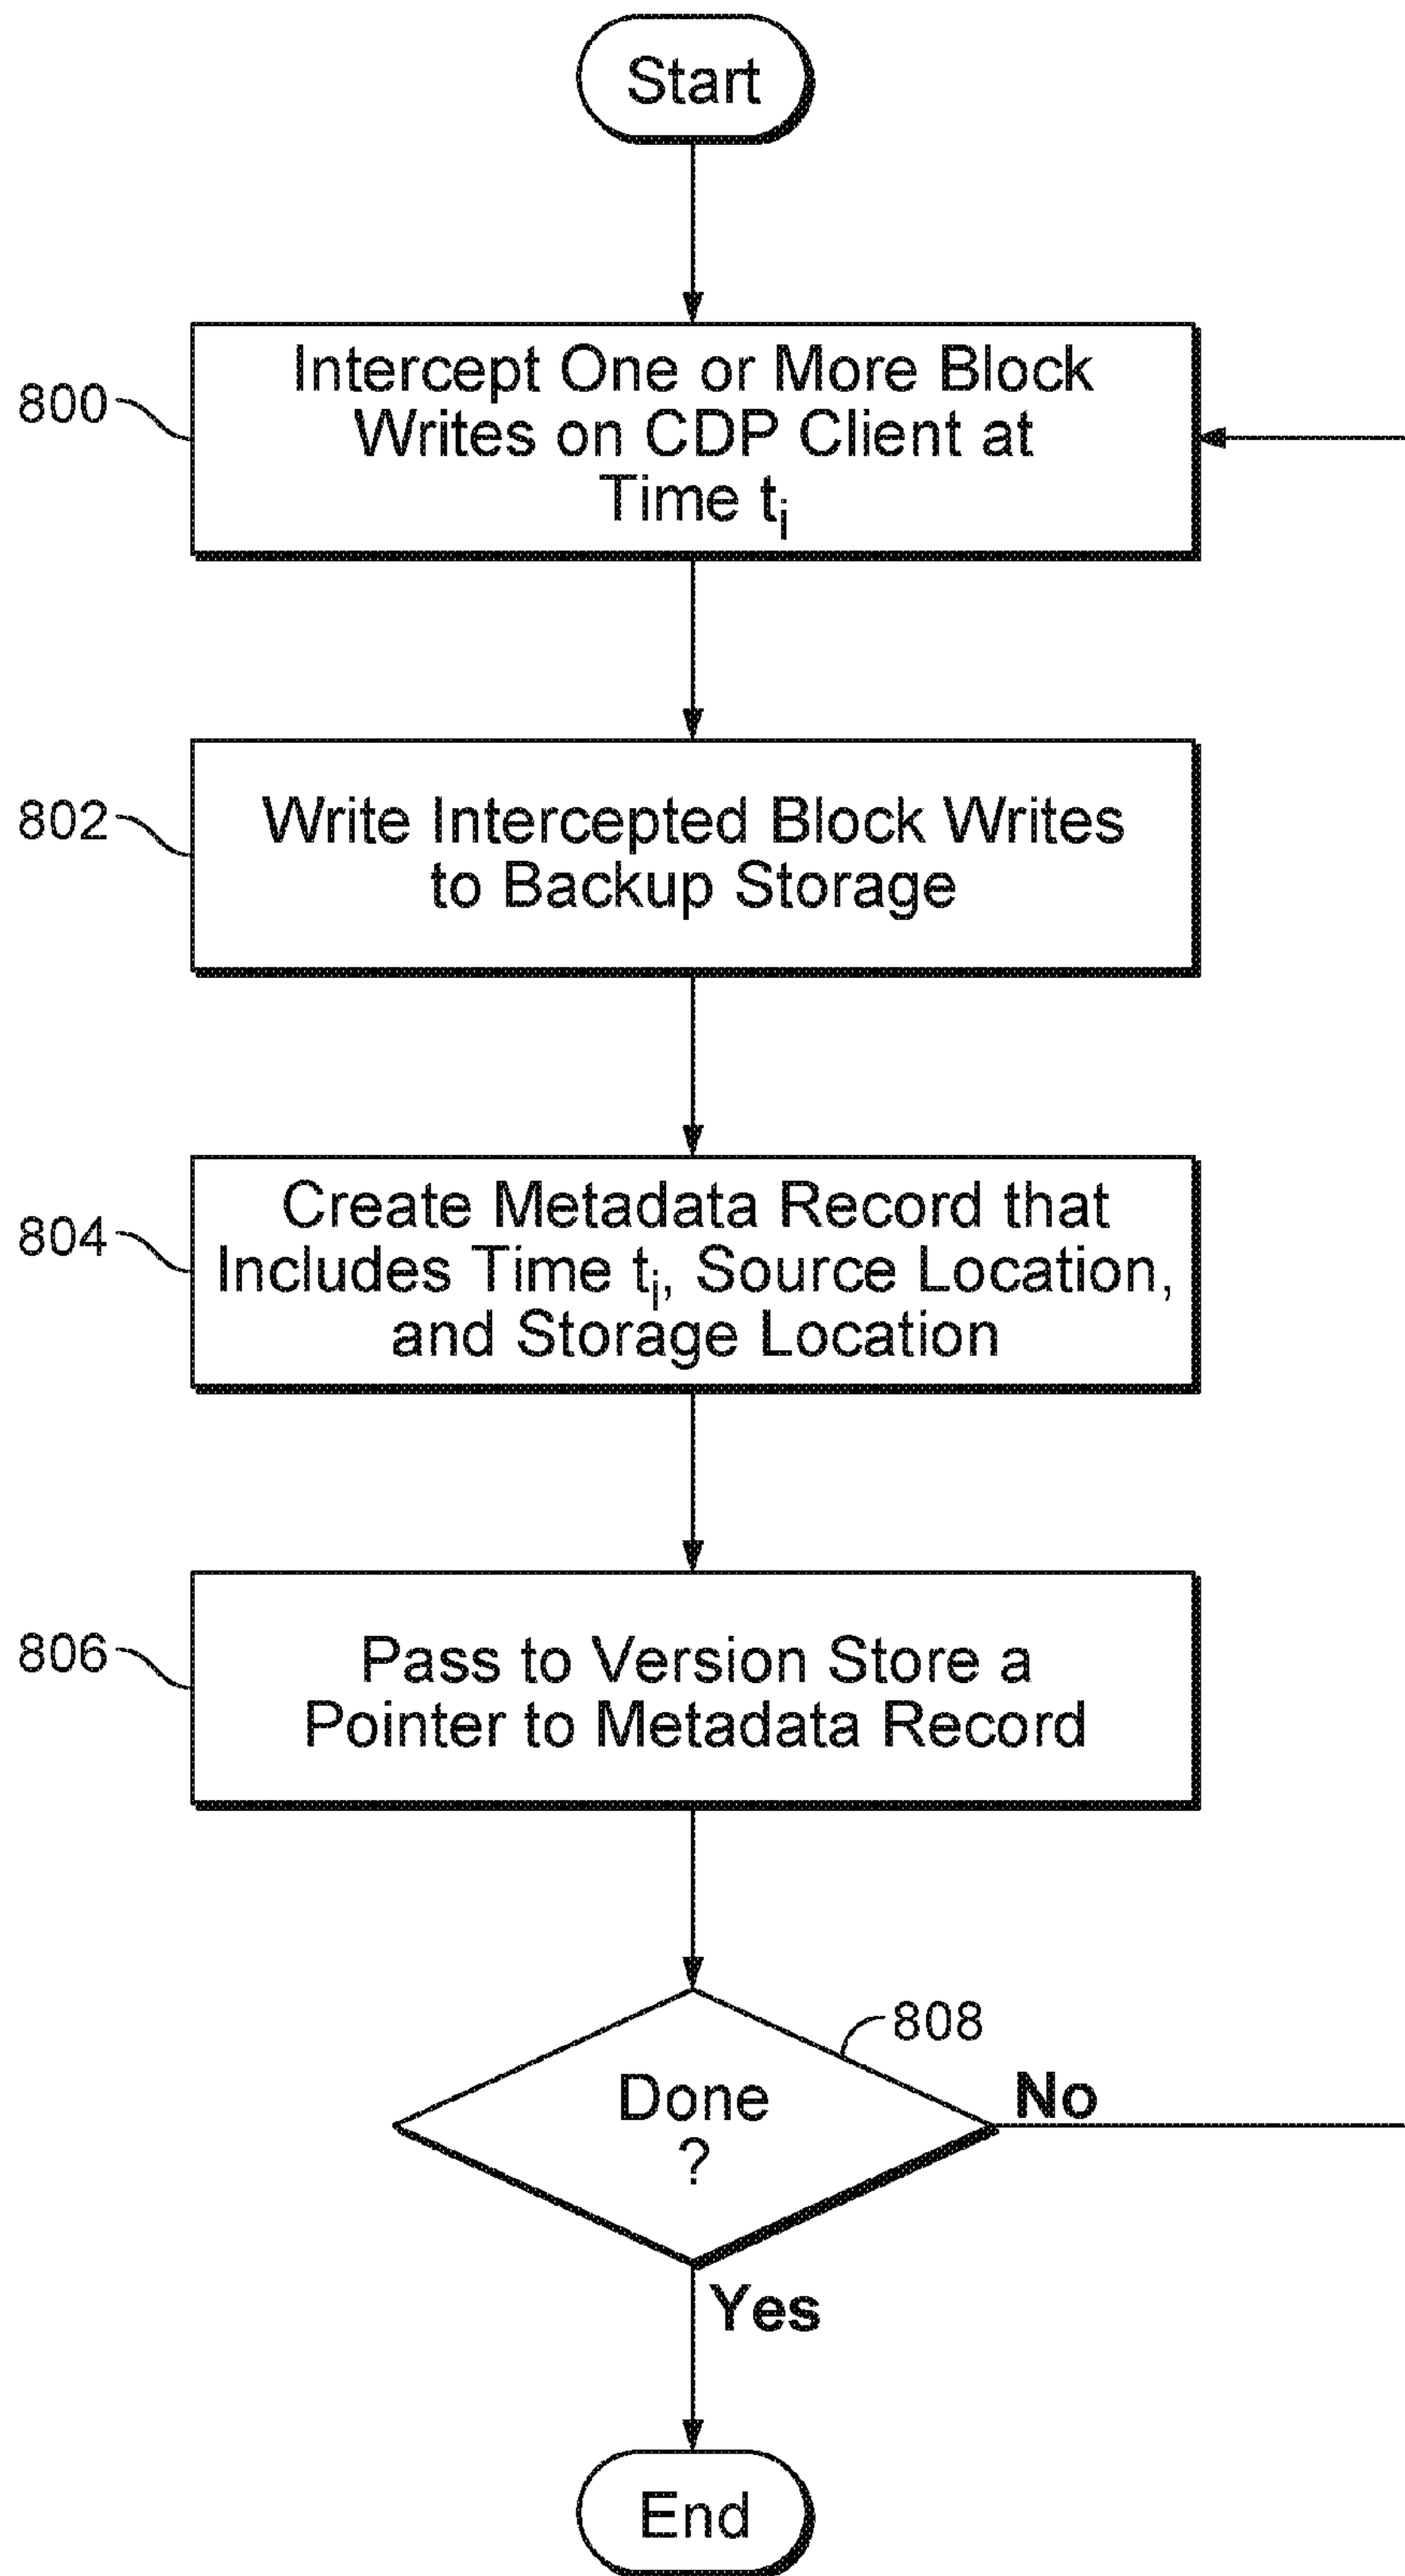 Start
800
Intercept One or More Block
Writes on CDP Client at
Time ti
802
Write Intercepted Block Writes
to Backup Storage
804
Create Metadata Record that
Includes Time ti, Source Location,
and Storage Location
806
Pass to Version Store a
Pointer to Metadata Record
808
Done
?
No
Yes
End